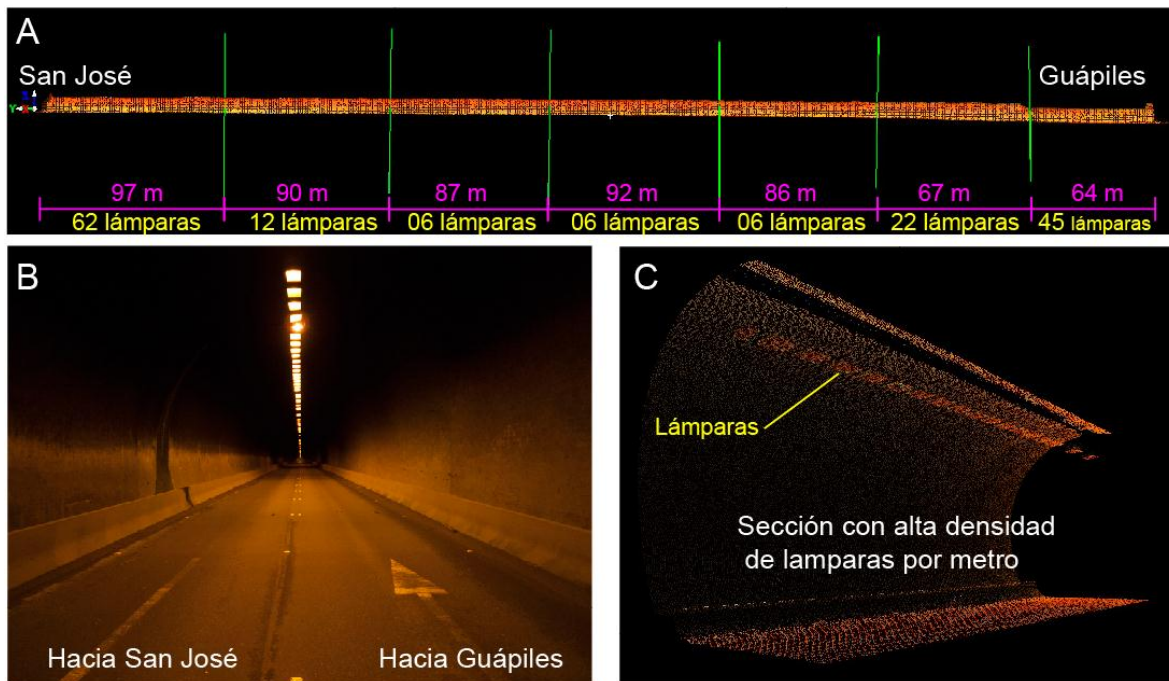 A
San José
Guápiles
97 m
90 m
87 m
92 m
86 m
67 m
64 m
62 lámparas
12 lámparas
06 lámparas
06 lámparas
06 lámparas
22 lámparas
45 lámparas
B
Hacia San José
Hacia Guápiles
C
Lámparas
Sección con alta densidad
de lamparas por metro